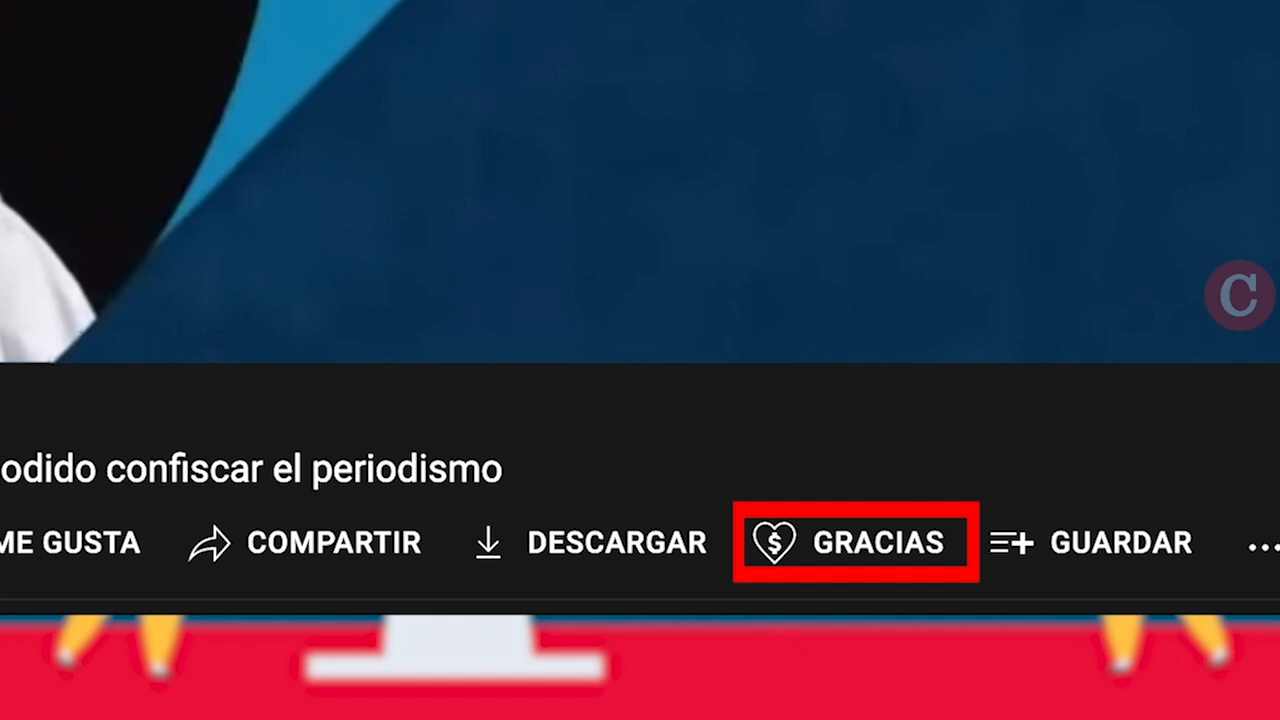 C
odido confiscar el periodismo
ME GUSTA COMPARTIR DESCARGAR $ GRACIAS GUARDAR ...